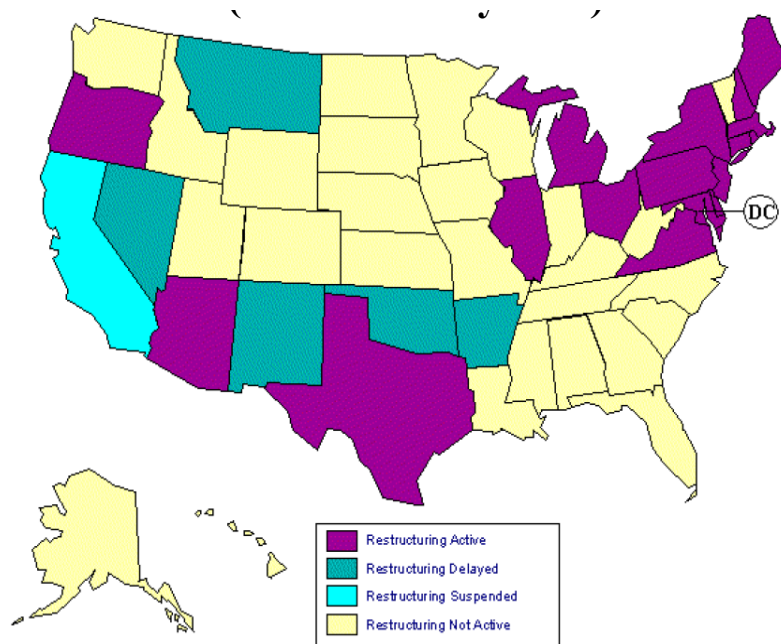 DC
Restructuring Active
Restructuring Delayed
Restructuring Suspended
Restructuring Not Active